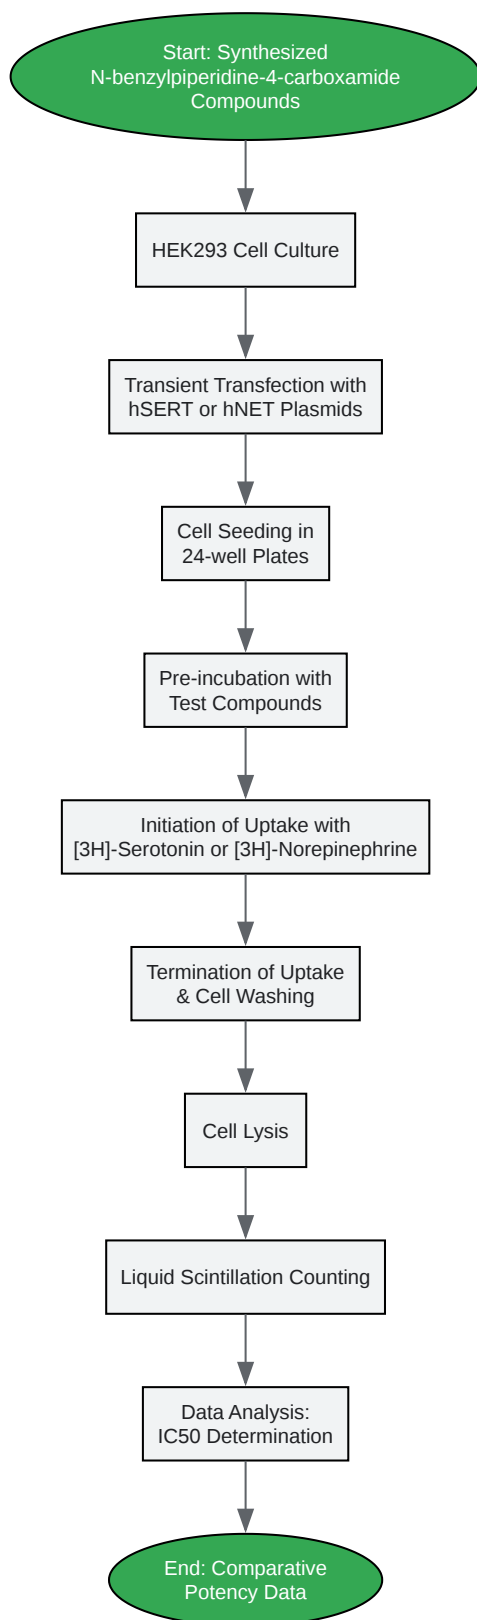 Start: Synthesized
N-benzylpiperidine-4-carboxamide
Compounds
HEK293 Cell Culture
Transient Transfection with
hSERT or hNET Plasmids
Cell Seeding in
24-well Plates
Pre-incubation with
Test Compounds
Initiation of Uptake with
[3H]-Serotonin or [3H]-Norepinephrine
Termination of Uptake
& Cell Washing
Cell Lysis
Liquid Scintillation Counting
Data Analysis:
IC50 Determination
End: Comparative
Potency Data